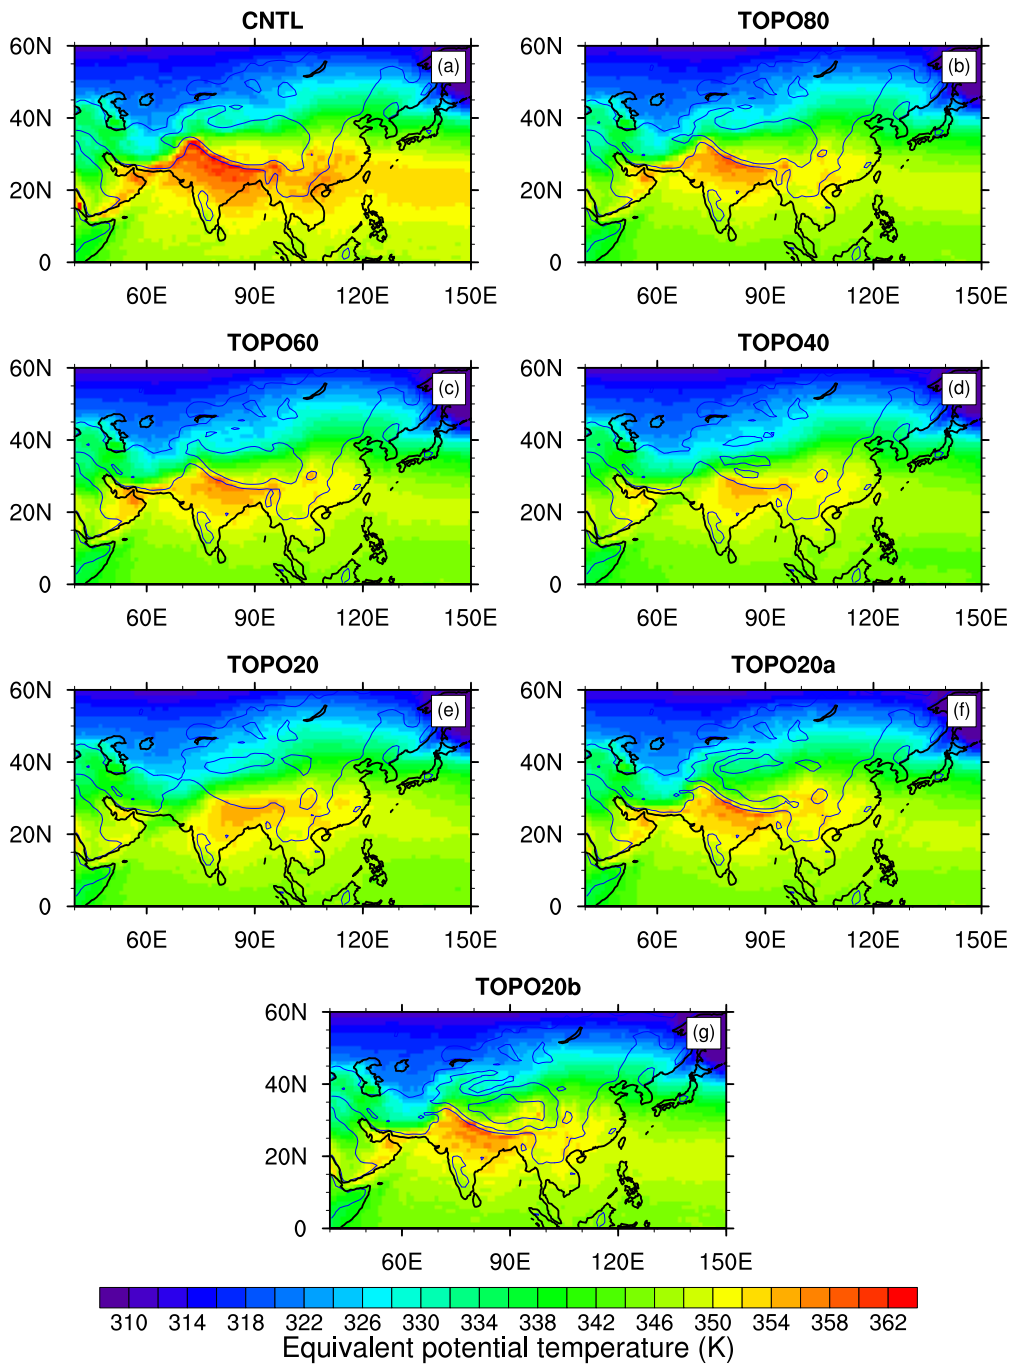 CNTL TOPO80
60N (a) 60N (b)
40N 40N
20N 20N
0 0
60E 90E 120E 150E 60E 90E 120E 150E
TOPO60 TOPO40
60N (c) 60N (d)
40N 40N
20N 20N
0 0
60E 90E 120E 150E 60E 90E 120E 150E
TOPO20 TOPO20a
60N (e) 60N (f)
40N 40N
20N 20N
0 0
60E 90E 120E 150E 60E 90E 120E 150E
TOPO20b
60N (g)
40N
20N
0
60E 90E 120E 150E
310 314 318 322 326 330 334 338 342 346 350 354 358 362
Equivalent potential temperature (K)